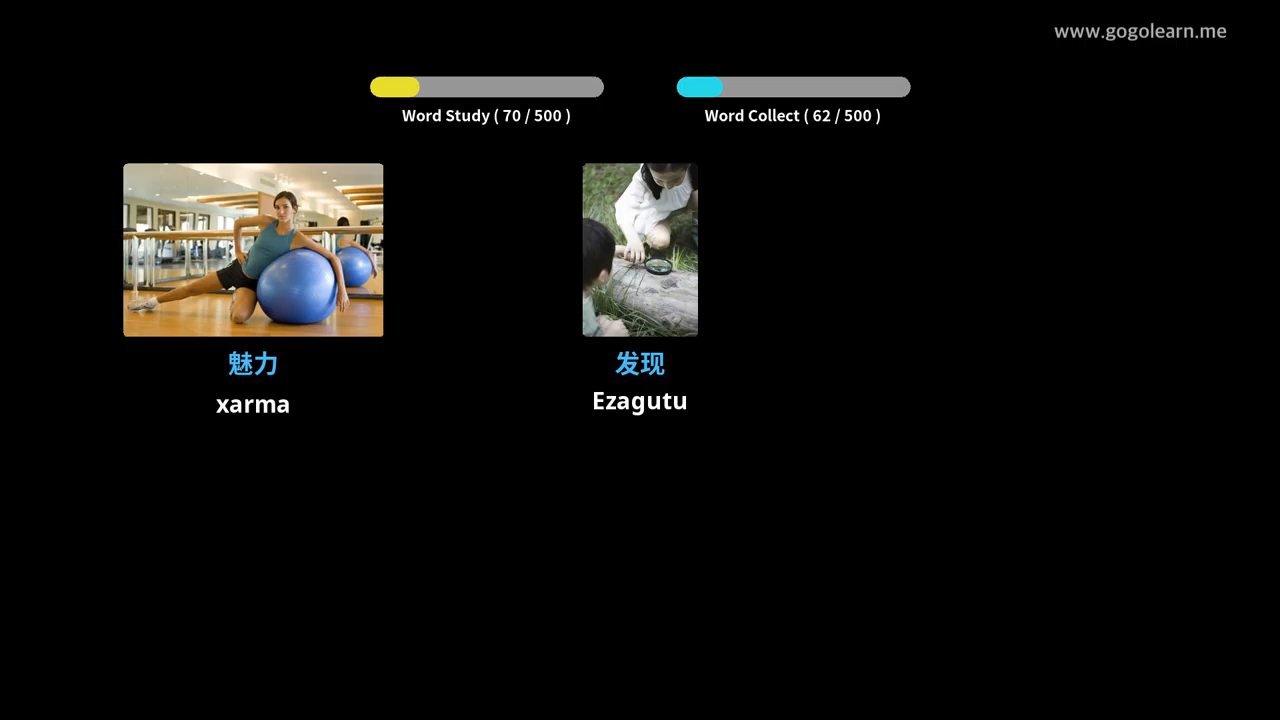 www.gogolearn.me
Word Study ( 70 / 500 )
Word Collect ( 62 / 500 )
魅力
xarma
发现
Ezagutu